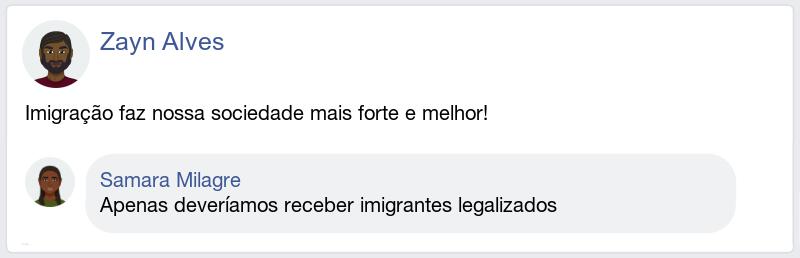 Zayn Alves
Imigração faz nossa sociedade mais forte e melhor!
Samara Milagre
Apenas deveríamos receber imigrantes legalizados